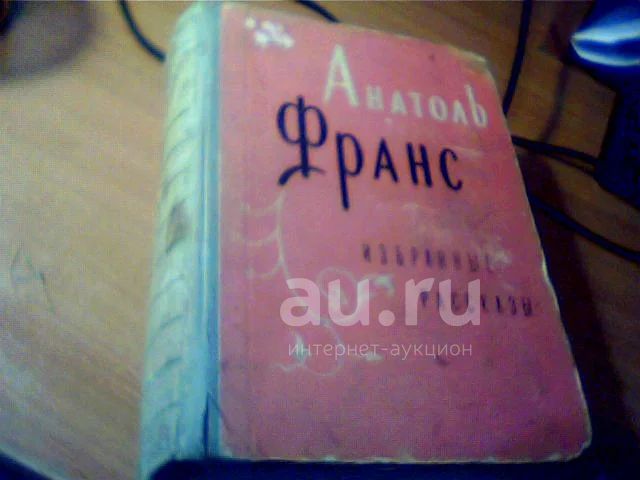 Анатоль
Франс
ИЗБРАННЫЕ
РАССКАЗЫ
au.ru
интернет-аукцион